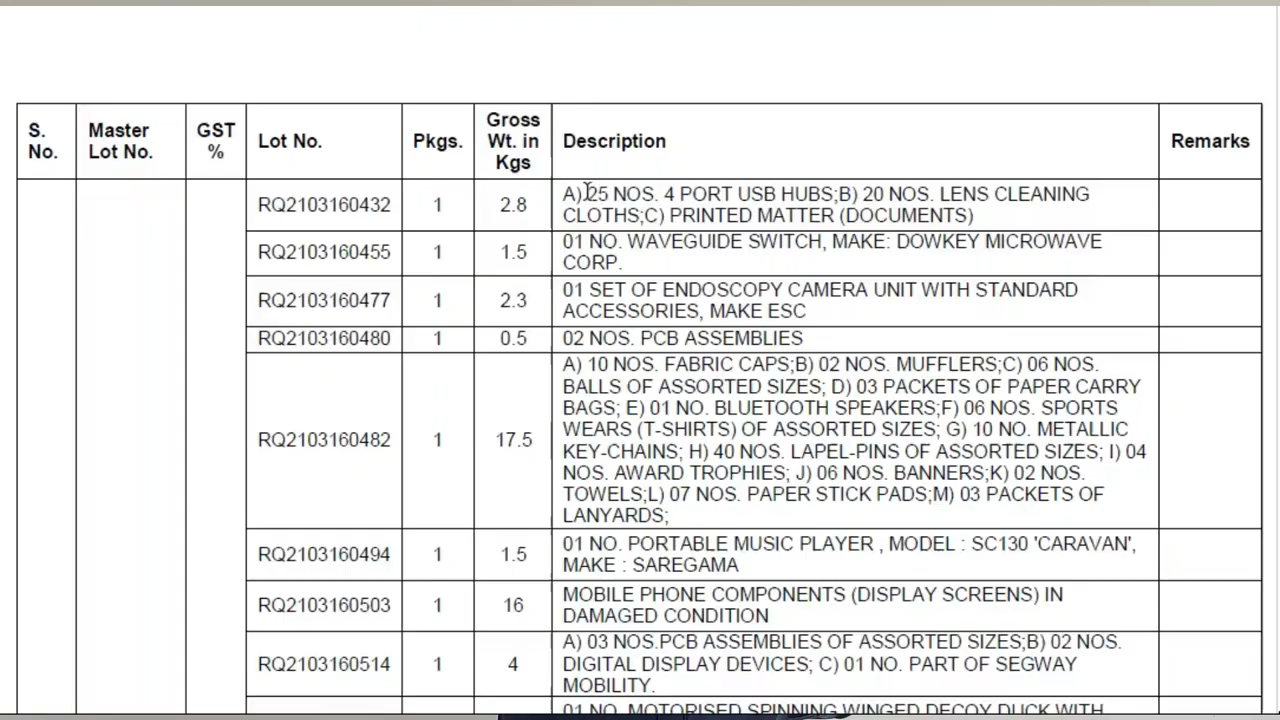 S. No.
Master Lot No.
GST %
Lot No.
Pkgs.
Gross Wt. in Kgs
Description
Remarks
RQ2103160432 1 2.8 A) 25 NOS. 4 PORT USB HUBS;B) 20 NOS. LENS CLEANING
CLOTHS;C) PRINTED MATTER (DOCUMENTS)
RQ2103160455 1 1.5 01 NO. WAVEGUIDE SWITCH, MAKE: DOWKEY MICROWAVE
CORP.
RQ2103160477 1 2.3 01 SET OF ENDOSCOPY CAMERA UNIT WITH STANDARD
ACCESSORIES, MAKE ESC
RQ2103160480 1 0.5 02 NOS. PCB ASSEMBLIES
RQ2103160482 1 17.5 A) 10 NOS. FABRIC CAPS;B) 02 NOS. MUFFLERS;C) 06 NOS.
BALLS OF ASSORTED SIZES; D) 03 PACKETS OF PAPER CARRY
BAGS; E) 01 NO. BLUETOOTH SPEAKERS;F) 06 NOS. SPORTS
WEARS (T-SHIRTS) OF ASSORTED SIZES; G) 10 NO. METALLIC
KEY-CHAINS; H) 40 NOS. LAPEL-PINS OF ASSORTED SIZES; I) 04
NOS. AWARD TROPHIES; J) 06 NOS. BANNERS;K) 02 NOS.
TOWELS;L) 07 NOS. PAPER STICK PADS;M) 03 PACKETS OF
LANYARDS;
RQ2103160494 1 1.5 01 NO. PORTABLE MUSIC PLAYER , MODEL : SC130 'CARAVAN',
MAKE : SAREGAMA
RQ2103160503 1 16 MOBILE PHONE COMPONENTS (DISPLAY SCREENS) IN
DAMAGED CONDITION
RQ2103160514 1 4 A) 03 NOS.PCB ASSEMBLIES OF ASSORTED SIZES;B) 02 NOS.
DIGITAL DISPLAY DEVICES; C) 01 NO. PART OF SEGWAY
MOBILITY.
01 NO. MOTORISED SPINNING WINGED DECOY DUCK WITH